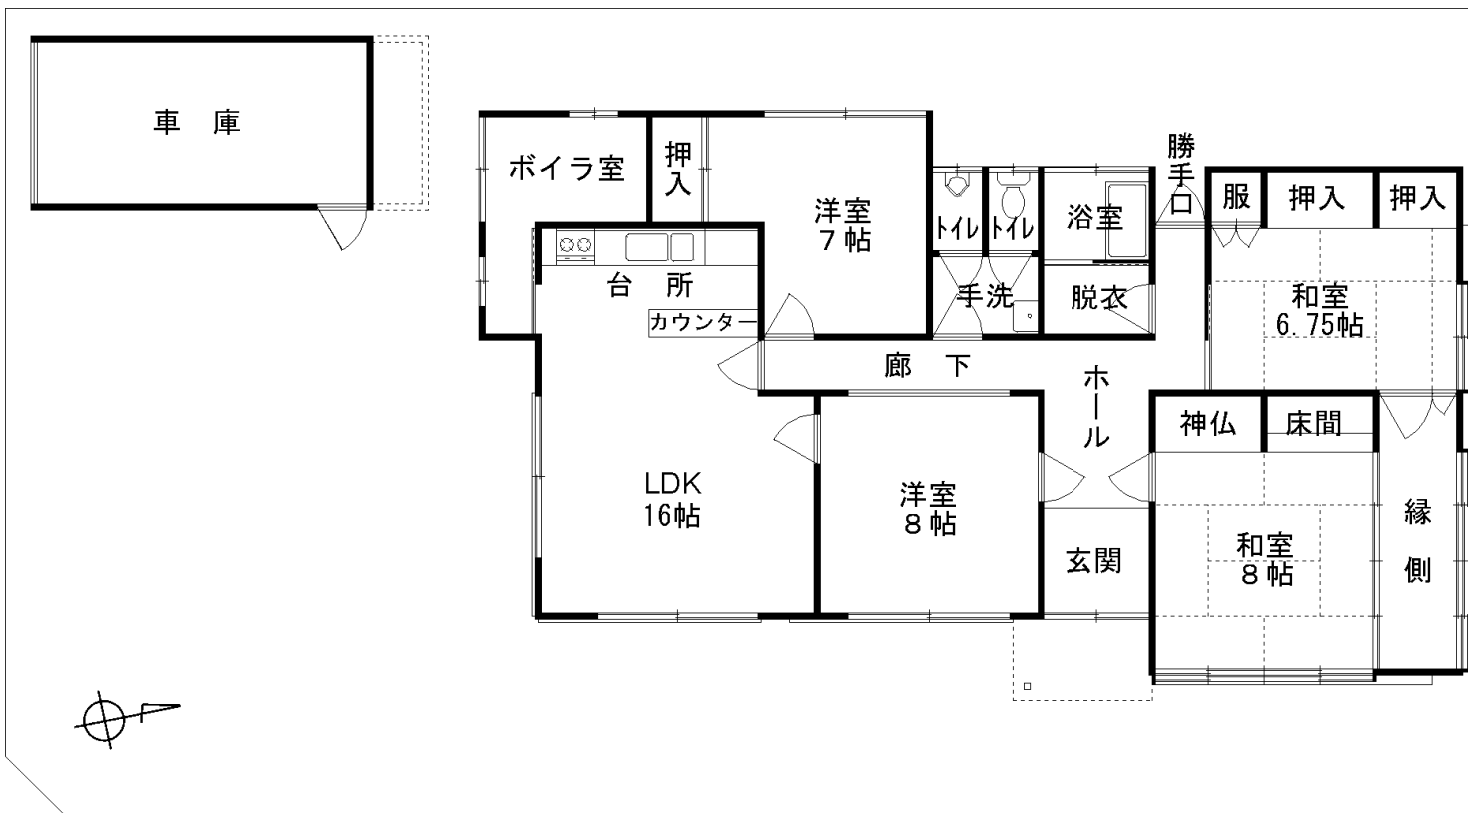 車 庫
ボイラ室
押入
洋室
7帖
トイレ
トイレ
浴室
勝手口
服
押入
押入
台 所
カウンター
手洗
脱衣
和室
6.75帖
廊 下
ホール
神仏
床間
LDK
16帖
洋室
8帖
玄関
和室
8帖
縁側